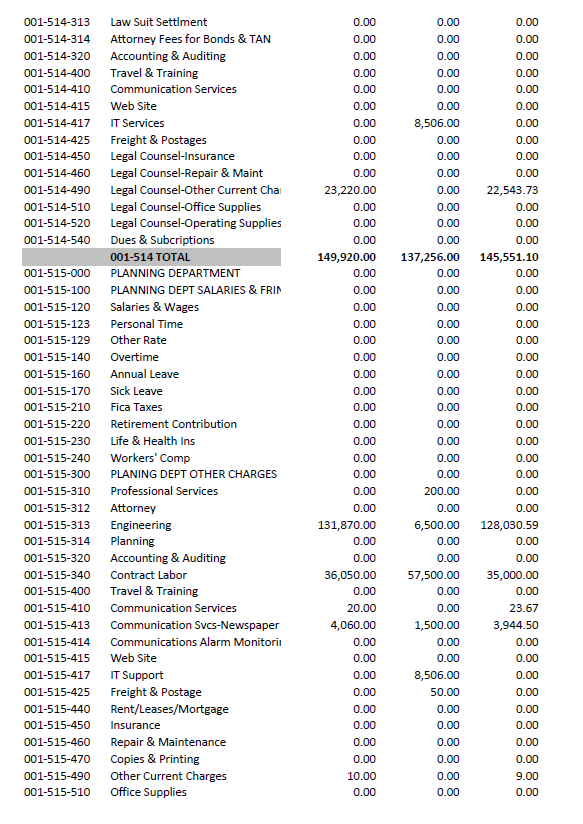 001-514-313 Law Suit Settlment 0.00 0.00 0.00
001-514-314 Attorney Fees for Bonds & TAN 0.00 0.00 0.00
001-514-320 Accounting & Auditing 0.00 0.00 0.00
001-514-400 Travel & Training 0.00 0.00 0.00
001-514-410 Communication Services 0.00 0.00 0.00
001-514-415 Web Site 0.00 0.00 0.00
001-514-417 IT Services 0.00 8,506.00 0.00
001-514-425 Freight & Postages 0.00 0.00 0.00
001-514-450 Legal Counsel-Insurance 0.00 0.00 0.00
001-514-460 Legal Counsel-Repair & Maint 0.00 0.00 0.00
001-514-490 Legal Counsel-Other Current Cha 23,220.00 0.00 22,543.73
001-514-510 Legal Counsel-Office Supplies 0.00 0.00 0.00
001-514-520 Legal Counsel-Operating Supplies 0.00 0.00 0.00
001-514-540 Dues & Subcriptions 0.00 0.00 0.00
001-514 TOTAL 149,920.00 137,256.00 145,551.10
001-515-000 PLANNING DEPARTMENT 0.00 0.00 0.00
001-515-100 PLANNING DEPT SALARIES & FRIN 0.00 0.00 0.00
001-515-120 Salaries & Wages 0.00 0.00 0.00
001-515-123 Personal Time 0.00 0.00 0.00
001-515-129 Other Rate 0.00 0.00 0.00
001-515-140 Overtime 0.00 0.00 0.00
001-515-160 Annual Leave 0.00 0.00 0.00
001-515-170 Sick Leave 0.00 0.00 0.00
001-515-210 Fica Taxes 0.00 0.00 0.00
001-515-220 Retirement Contribution 0.00 0.00 0.00
001-515-230 Life & Health Ins 0.00 0.00 0.00
001-515-240 Workers' Comp 0.00 0.00 0.00
001-515-300 PLANING DEPT OTHER CHARGES 0.00 0.00 0.00
001-515-310 Professional Services 0.00 200.00 0.00
001-515-312 Attorney 0.00 0.00 0.00
001-515-313 Engineering 131,870.00 6,500.00 128,030.59
001-515-314 Planning 0.00 0.00 0.00
001-515-320 Accounting & Auditing 0.00 0.00 0.00
001-515-340 Contract Labor 36,050.00 57,500.00 35,000.00
001-515-400 Travel & Training 0.00 0.00 0.00
001-515-410 Communication Services 20.00 0.00 23.67
001-515-413 Communication Svcs-Newspaper 4,060.00 1,500.00 3,944.50
001-515-414 Communications Alarm Monitori 0.00 0.00 0.00
001-515-415 Web Site 0.00 0.00 0.00
001-515-417 IT Support 0.00 8,506.00 0.00
001-515-425 Freight & Postage 0.00 50.00 0.00
001-515-440 Rent/Leases/Mortgage 0.00 0.00 0.00
001-515-450 Insurance 0.00 0.00 0.00
001-515-460 Repair & Maintenance 0.00 0.00 0.00
001-515-470 Copies & Printing 0.00 0.00 0.00
001-515-490 Other Current Charges 10.00 0.00 9.00
001-515-510 Office Supplies 0.00 0.00 0.00